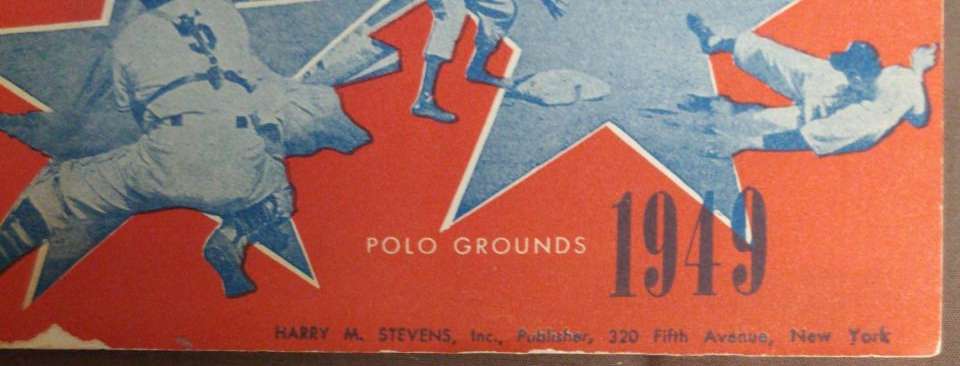 POLO GROUNDS
1949
HARRY M. STEVENS, Inc., Publisher, 320 Fifth Avenue, New York